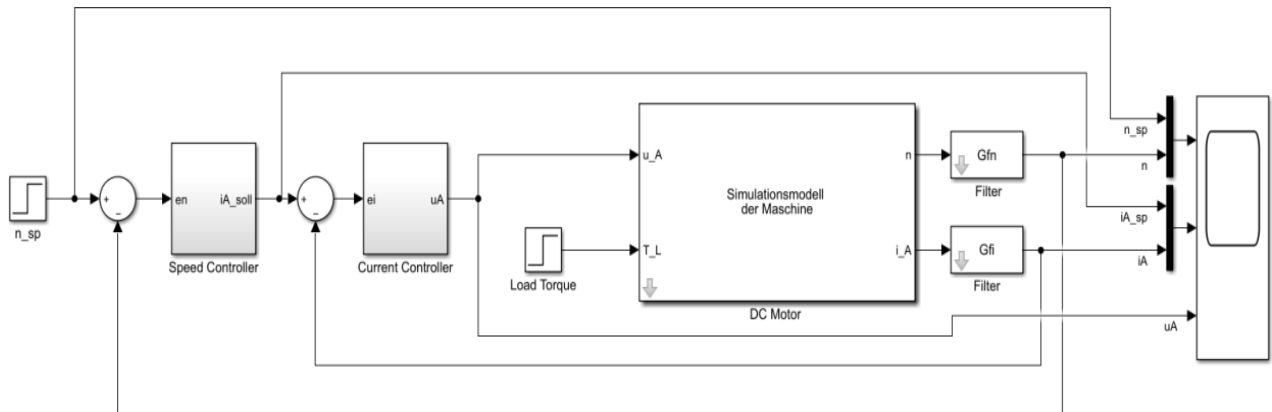 n_sp
+
−
en
iA_soll
Speed Controller
+
−
ei
uA
Current Controller
Load Torque
u_A
T_L
Simulationsmodell
der Maschine
n
i_A
DC Motor
Gfn
Filter
Gfi
Filter
n_sp
n
iA_sp
iA
uA